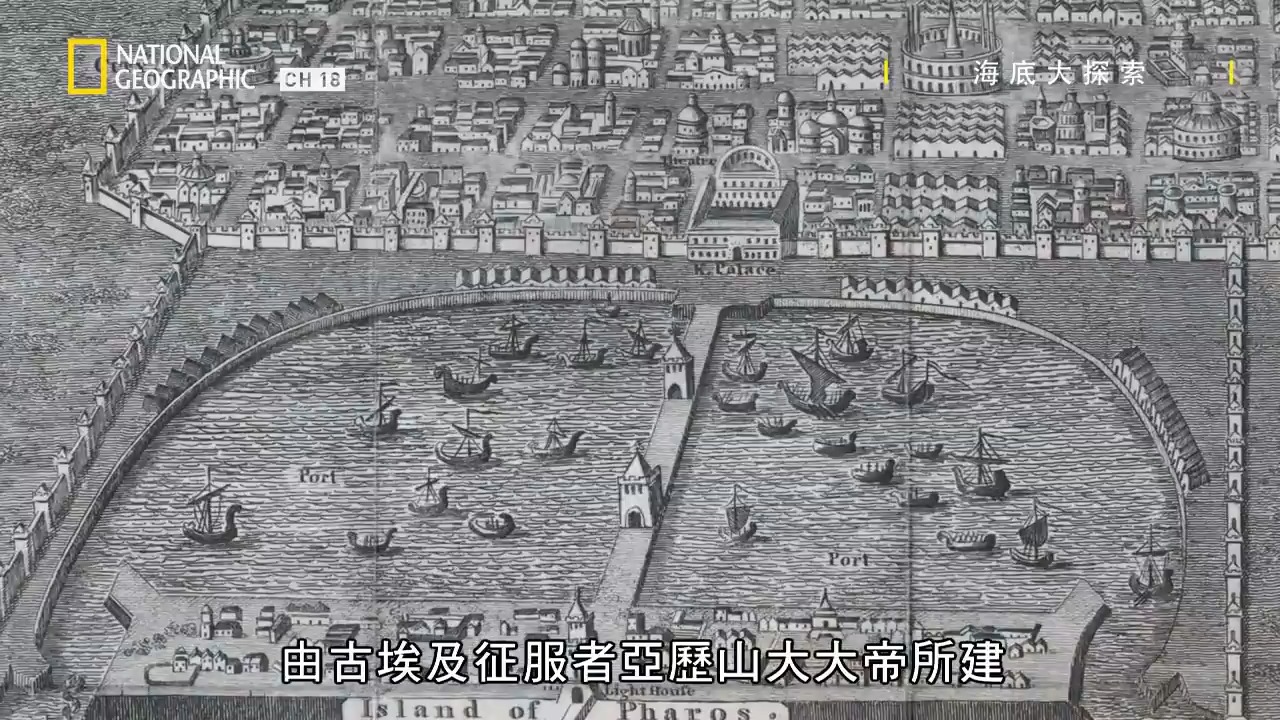 NATIONAL
GEOGRAPHIC
CH 18
海底大探索
Theatre
K. Palace
Port
Port
由古埃及征服者亞歷山大大帝所建
Light House
Island of Pharos.